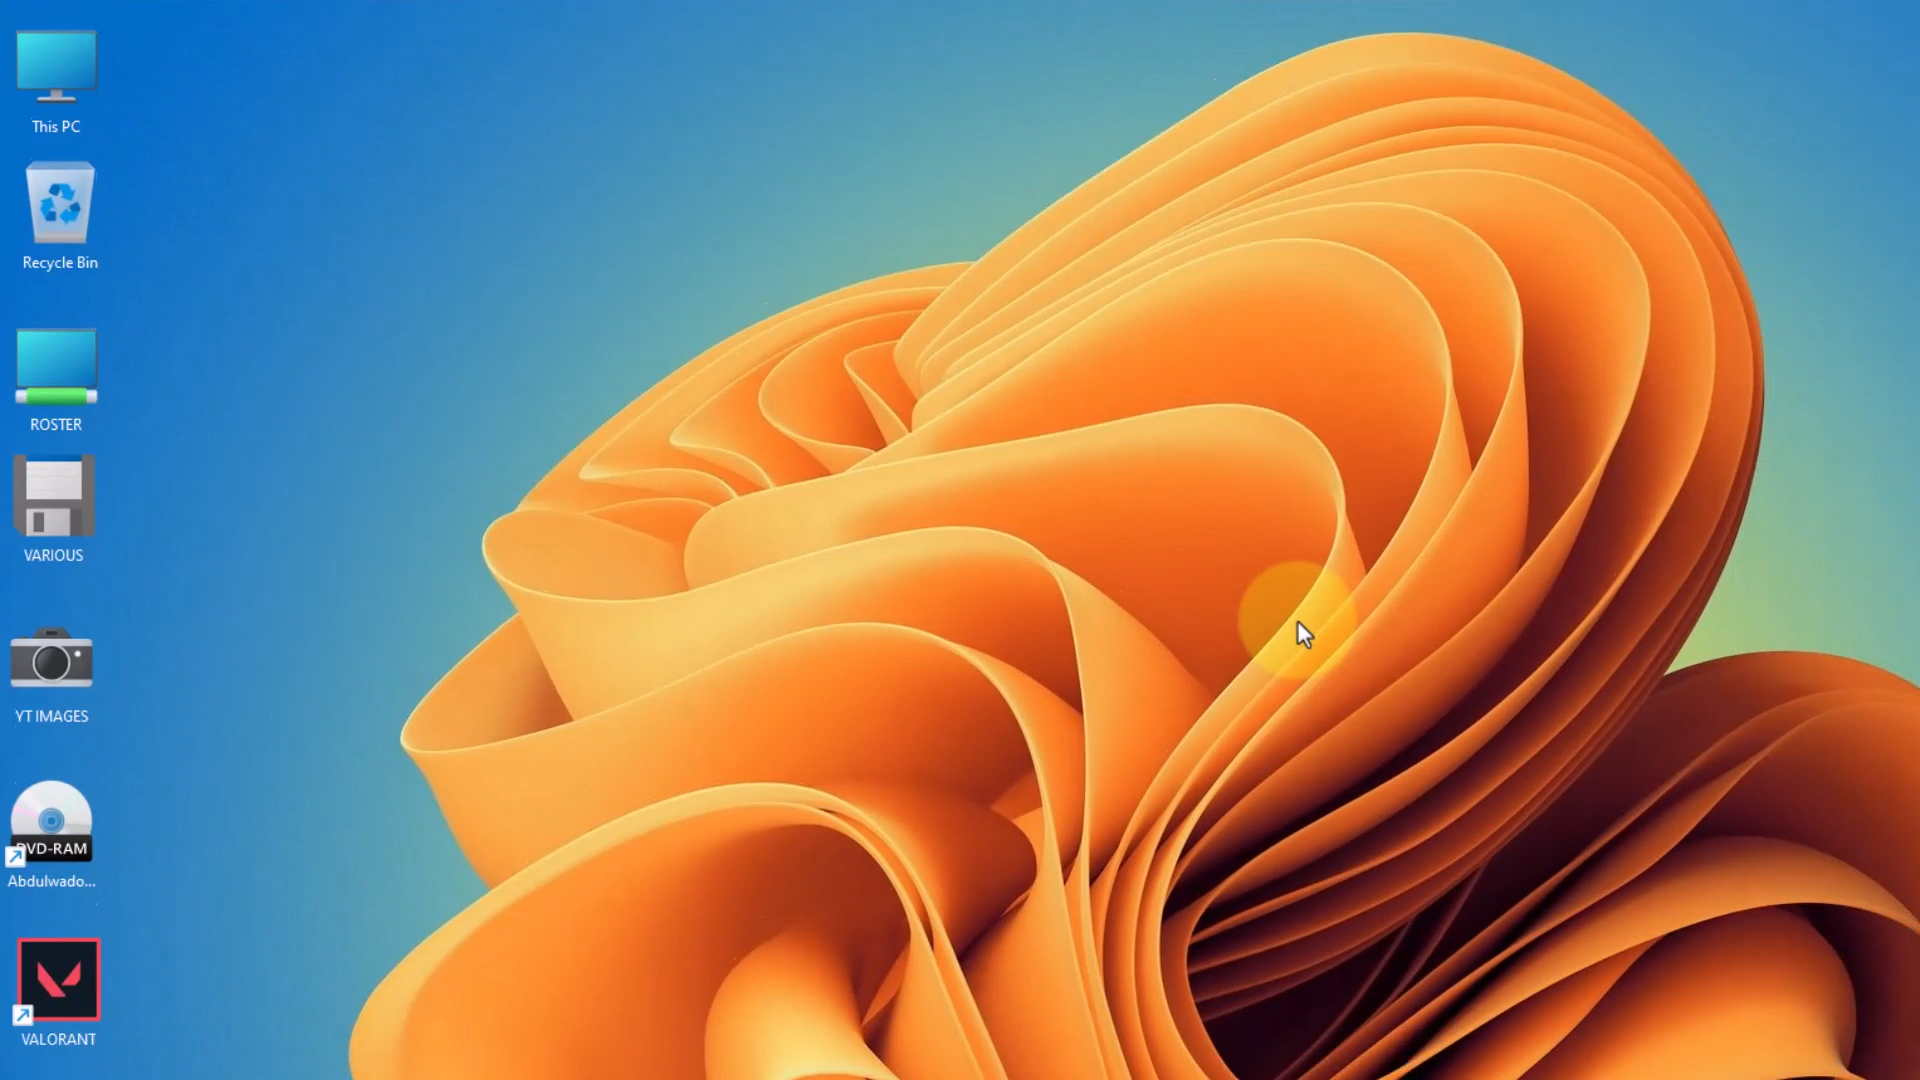 This PC
Recycle Bin
ROSTER
VARIOUS
YT IMAGES
DVD-RAM
Abdulwado...
VALORANT